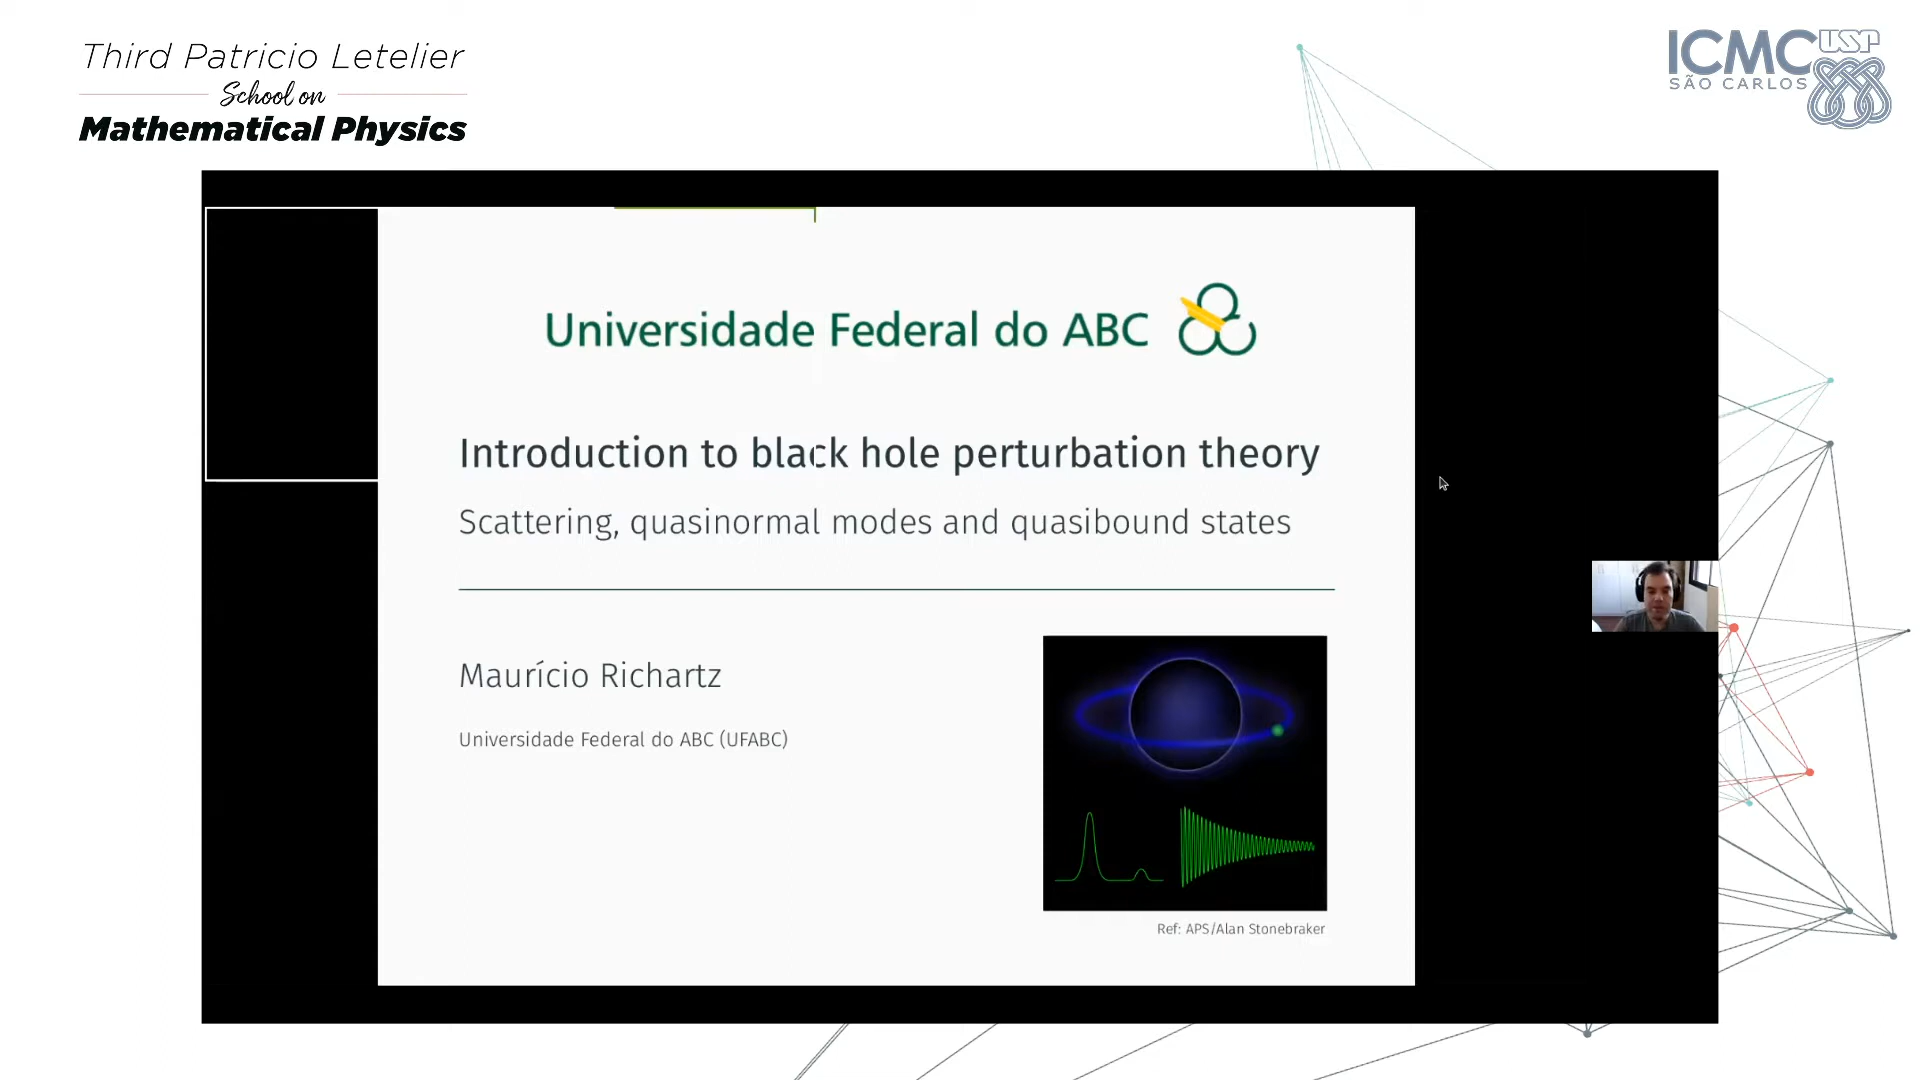 Third Patricio Letelier
School on
Mathematical Physics
ICMC USP
SÃO CARLOS
Universidade Federal do ABC
Introduction to black hole perturbation theory
Scattering, quasinormal modes and quasibound states
Maurício Richartz
Universidade Federal do ABC (UFABC)
Ref: APS/Alan Stonebraker